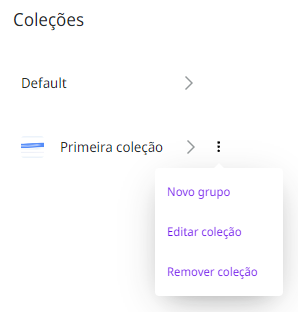 Coleções
Default
Primeira coleção
Novo grupo
Editar coleção
Remover coleção